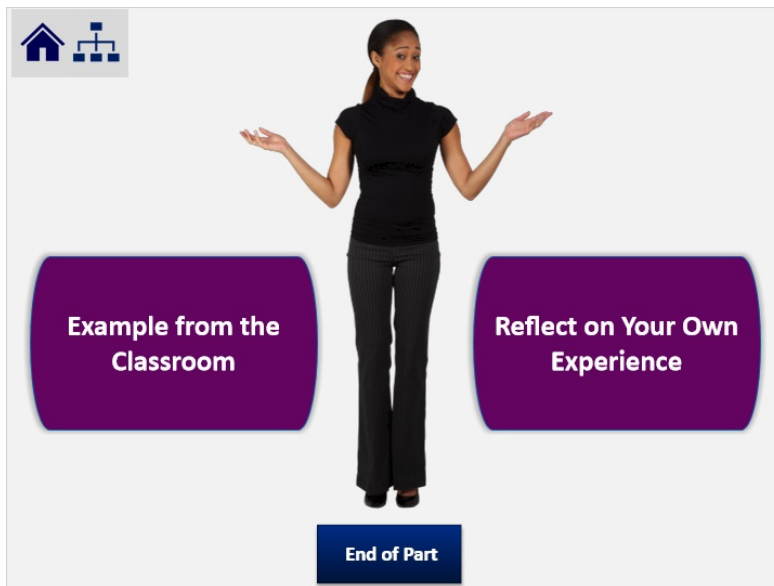 Example from the
Classroom
Reflect on Your Own
Experience
End of Part